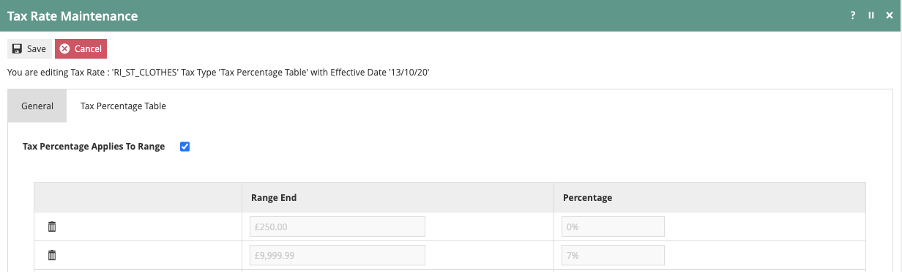 Tax Rate Maintenance
?
Save Cancel
You are editing Tax Rate : 'RI_ST_CLOTHES' Tax Type 'Tax Percentage Table' with Effective Date '13/10/20'
General Tax Percentage Table
Tax Percentage Applies To Range
Range End Percentage
£250.00 0%
£9,999.99 7%